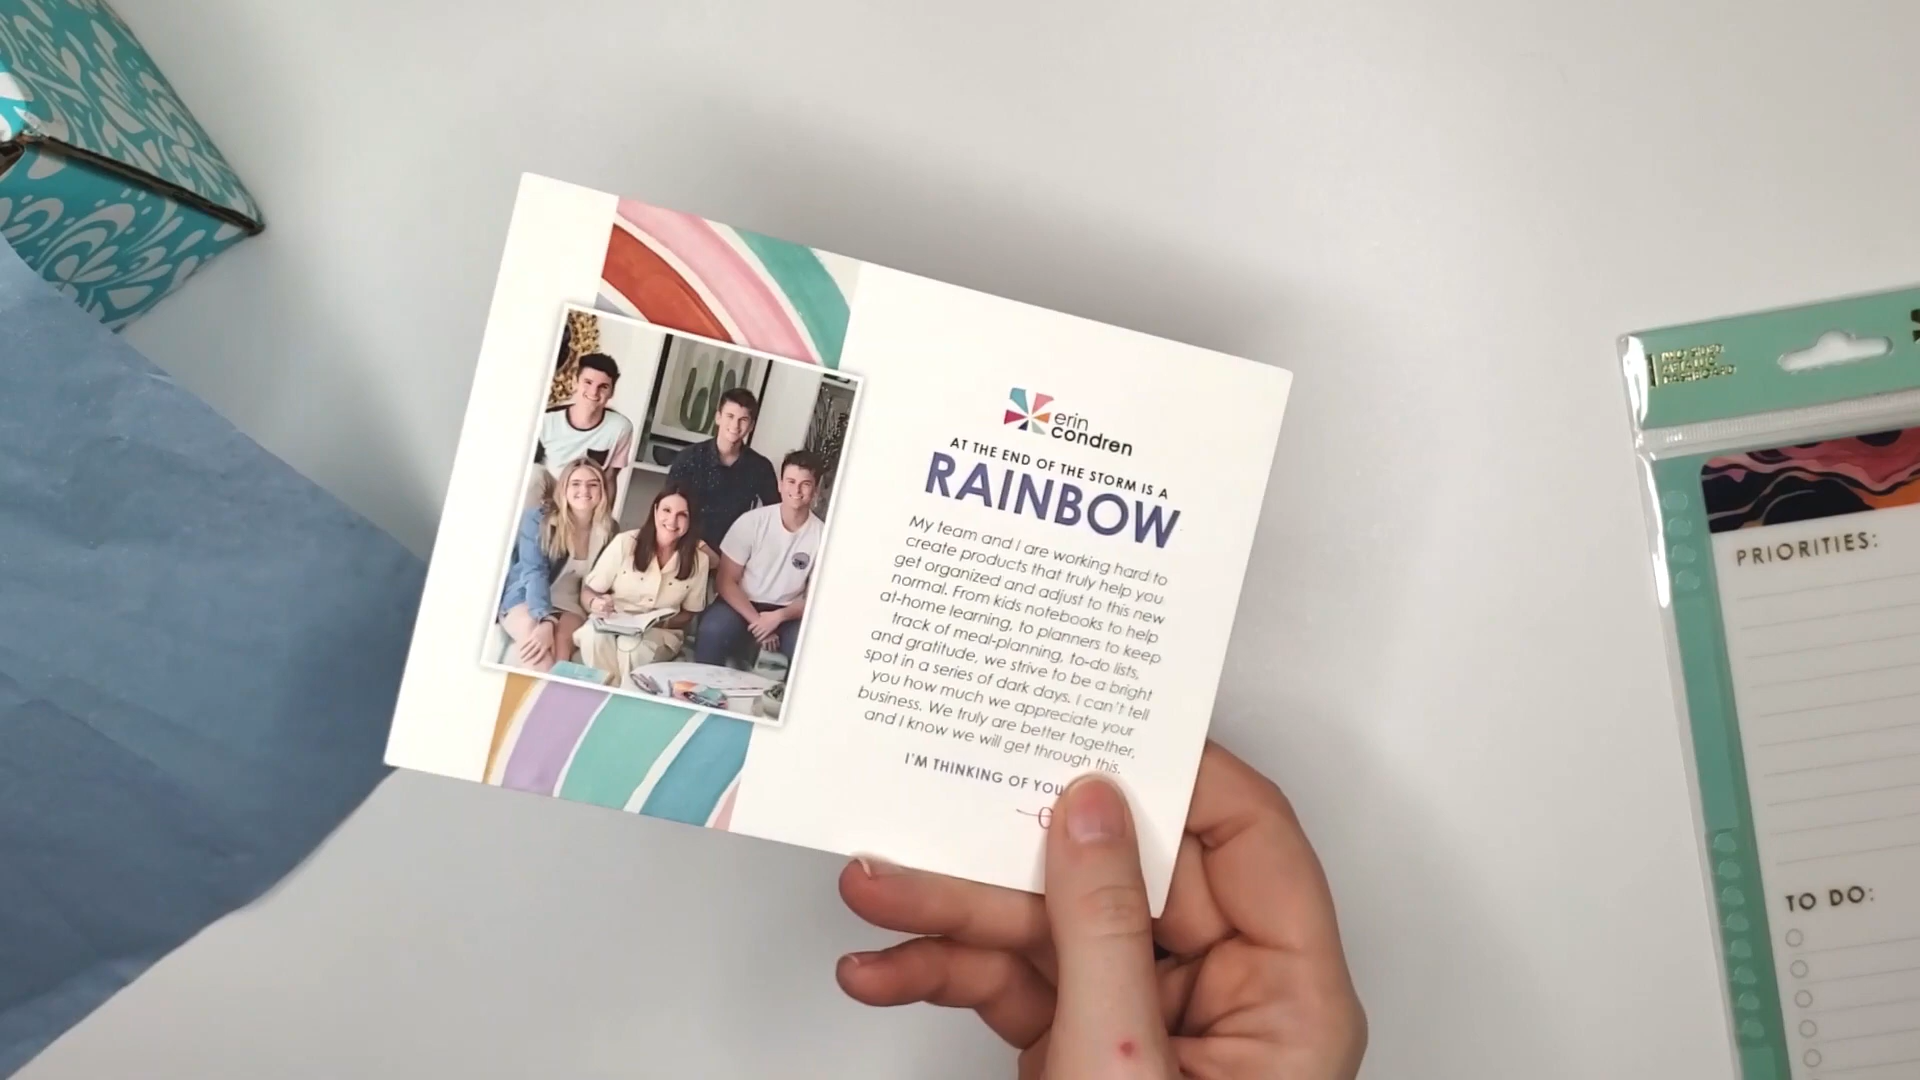 erin
condren
AT THE END OF THE STORM IS A
RAINBOW
My team and I are working hard to
create products that truly help you
get organized and adjust to this new
normal. From kids notebooks to help
at-home learning, to planners to keep
track of meal-planning, to-do lists,
and gratitude, we strive to be a bright
spot in a series of dark days. I can't tell
you how much we appreciate your
business. We truly are better together,
and I know we will get through this.
I'M THINKING OF YOU
PRIORITIES:
TO DO: